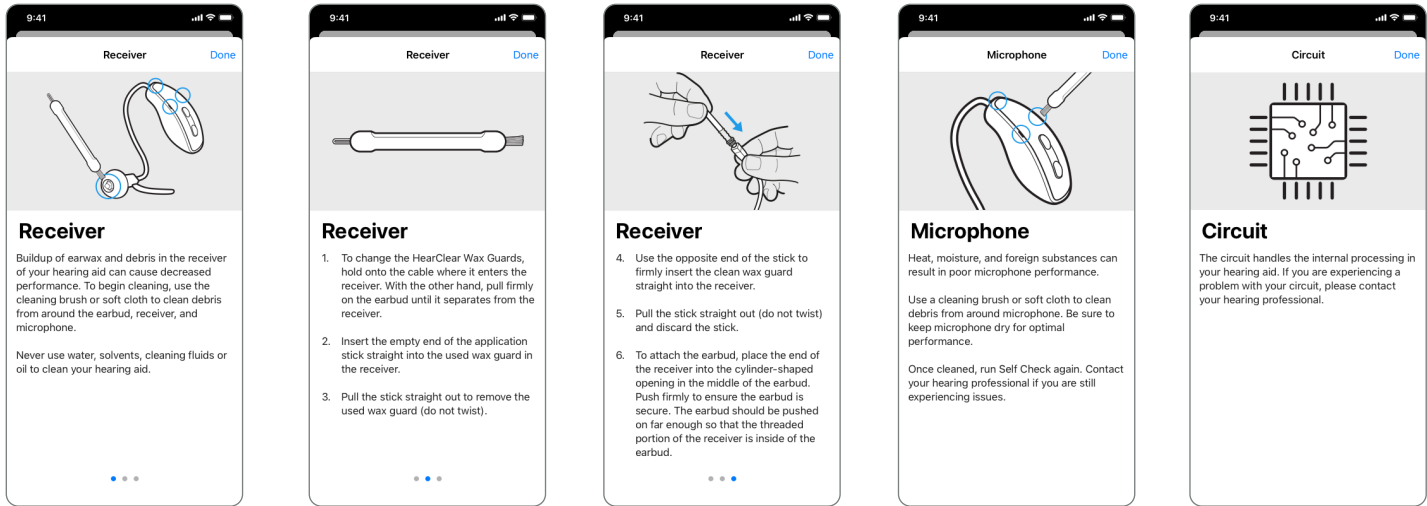 9:41
Receiver
Done
Receiver
Buildup of earwax and debris in the receiver
of your hearing aid can cause decreased
performance. To begin cleaning, use the
cleaning brush or soft cloth to clean debris
from around the earbud, receiver, and
microphone.
Never use water, solvents, cleaning fluids or
oil to clean your hearing aid.
9:41
Receiver
Done
Receiver
1. To change the HearClear Wax Guards,
hold onto the cable where it enters the
receiver. With the other hand, pull firmly
on the earbud until it separates from the
receiver.
2. Insert the empty end of the application
stick straight into the used wax guard in
the receiver.
3. Pull the stick straight out to remove the
used wax guard (do not twist).
9:41
Receiver
Done
Receiver
4. Use the opposite end of the stick to
firmly insert the clean wax guard
straight into the receiver.
5. Pull the stick straight out (do not twist)
and discard the stick.
6. To attach the earbud, place the end of
the receiver into the cylinder-shaped
opening in the middle of the earbud.
Push firmly to ensure the earbud is
secure. The earbud should be pushed
on far enough so that the threaded
portion of the receiver is inside of the
earbud.
9:41
Microphone
Done
Microphone
Heat, moisture, and foreign substances can
result in poor microphone performance.
Use a cleaning brush or soft cloth to clean
debris from around microphone. Be sure to
keep microphone dry for optimal
performance.
Once cleaned, run Self Check again. Contact
your hearing professional if you are still
experiencing issues.
9:41
Circuit
Done
Circuit
The circuit handles the internal processing in
your hearing aid. If you are experiencing a
problem with your circuit, please contact
your hearing professional.